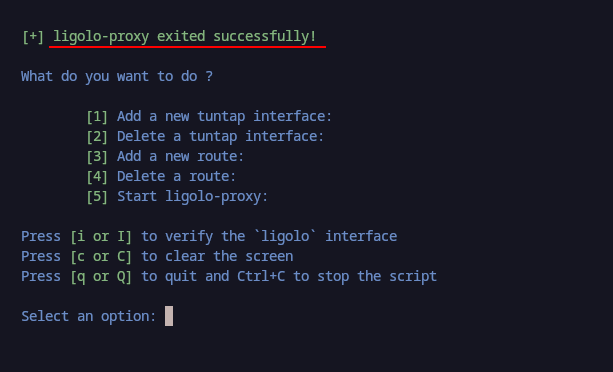 [+] ligolo-proxy exited successfully!
What do you want to do ?
[1] Add a new tuntap interface:
[2] Delete a tuntap interface:
[3] Add a new route:
[4] Delete a route:
[5] Start ligolo-proxy:
Press [i or I] to verify the `ligolo` interface
Press [c or C] to clear the screen
Press [q or Q] to quit and Ctrl+C to stop the script
Select an option: